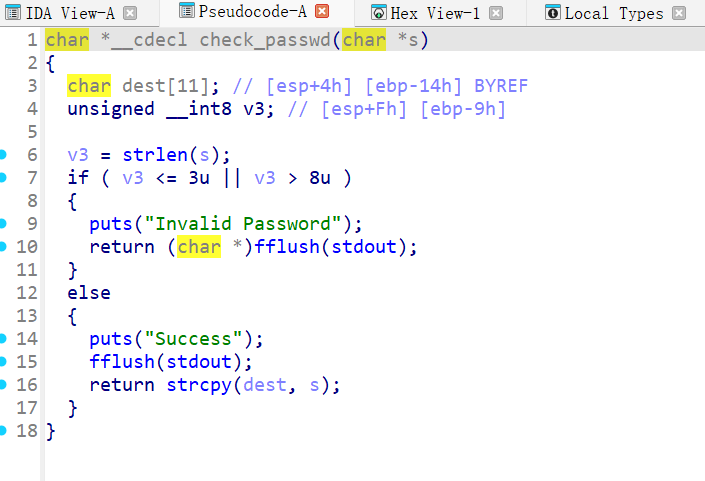 IDA View-A Pseudocode-A Hex View-1 Local Types
1 char *__cdecl check_passwd(char *s)
2 {
3   char dest[11]; // [esp+4h] [ebp-14h] BYREF
4   unsigned __int8 v3; // [esp+Fh] [ebp-9h]
5
6   v3 = strlen(s);
7   if ( v3 <= 3u || v3 > 8u )
8   {
9     puts("Invalid Password");
10     return (char *)fflush(stdout);
11   }
12   else
13   {
14     puts("Success");
15     fflush(stdout);
16     return strcpy(dest, s);
17   }
18 }